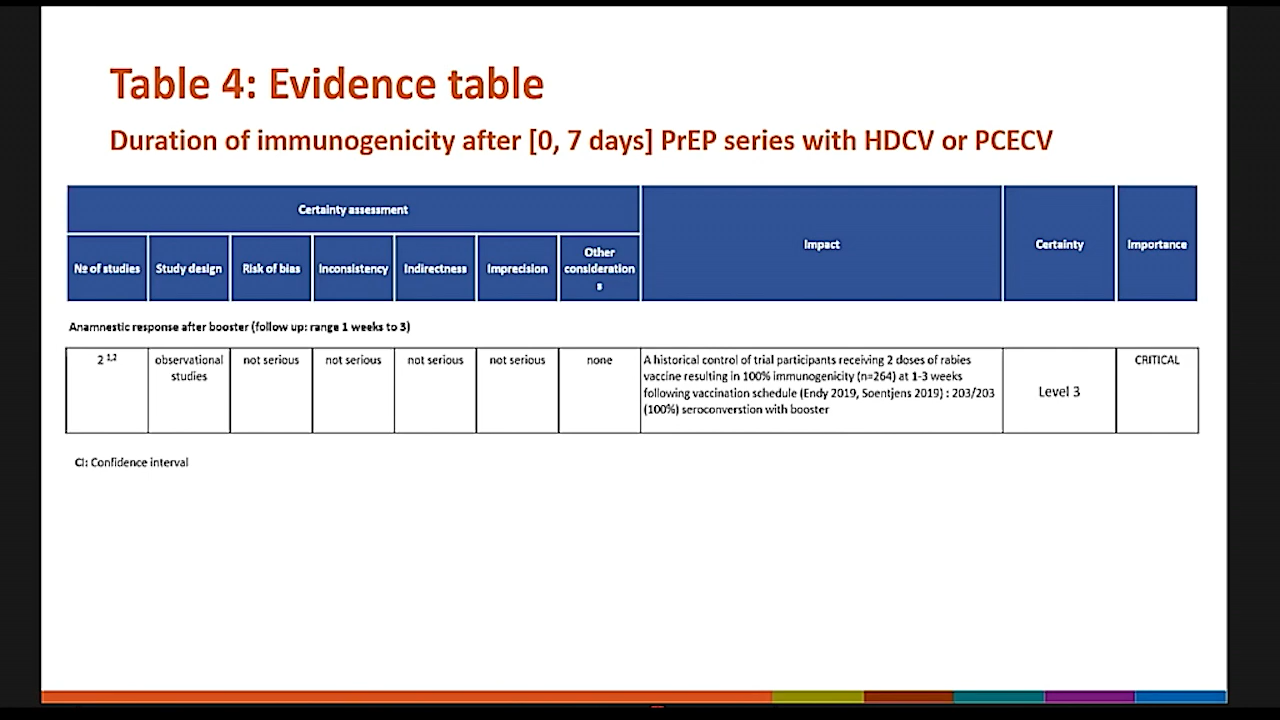 Table 4: Evidence table
Duration of immunogenicity after [0, 7 days] PrEP series with HDCV or PCECV
Certainty assessment
Impact
Certainty
Importance
№ of studies
Study design
Risk of bias
Inconsistency
Indirectness
Imprecision
Other
consideration
s
Anamnestic response after booster (follow up: range 1 weeks to 3)
2 1,2
observational
studies
not serious
not serious
not serious
not serious
none
A historical control of trial participants receiving 2 doses of rabies
vaccine resulting in 100% immunogenicity (n=264) at 1-3 weeks
following vaccination schedule (Endy 2019, Soentjens 2019) : 203/203
(100%) seroconverstion with booster
Level 3
CRITICAL
CI: Confidence interval